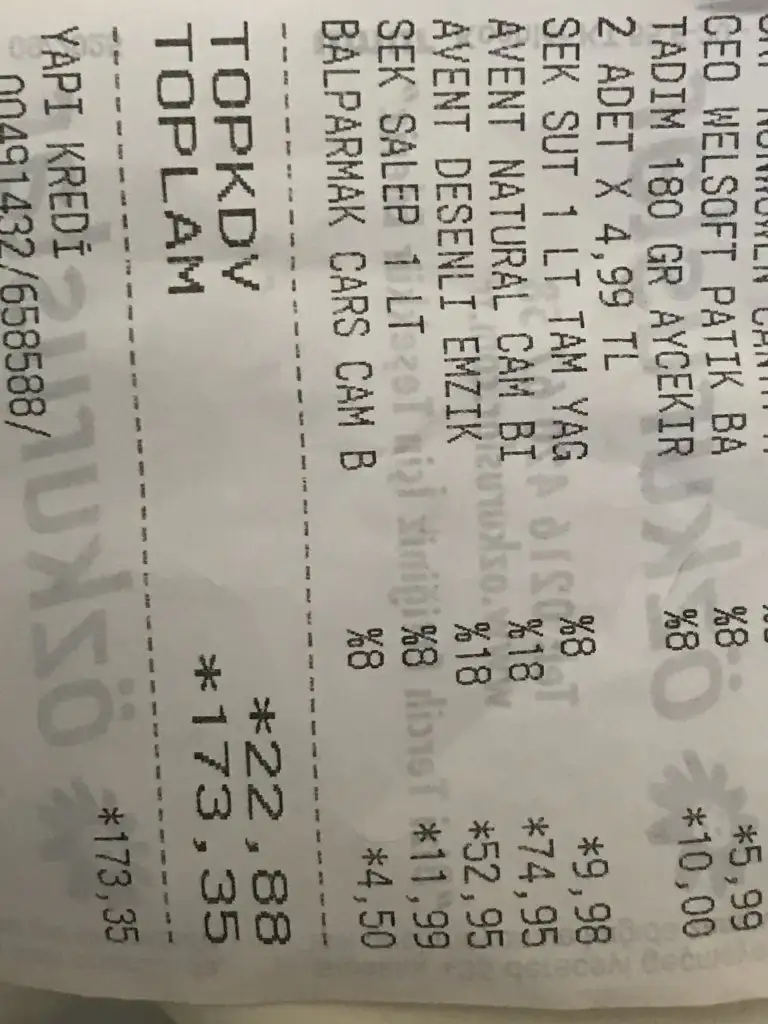 CEO WELSOFT PATIK BA %8 *5,99
TADIM 180 GR AYCEKIR %8 *10,00
2 ADET X 4,99 TL
SEK SUT 1 LT TAM YAG %8 *9,98
AVENT NATURAL CAM BI %18 *74,95
AVENT DESENLI EMZIK %18 *52,95
SEK SALEP 1 LT %8 *11,99
BALPARMAK CARS CAM B %8 *4,50
TOPKDV *22,88
TOPLAM *173,35
YAPI KREDİ *173,35
00491432/658588/